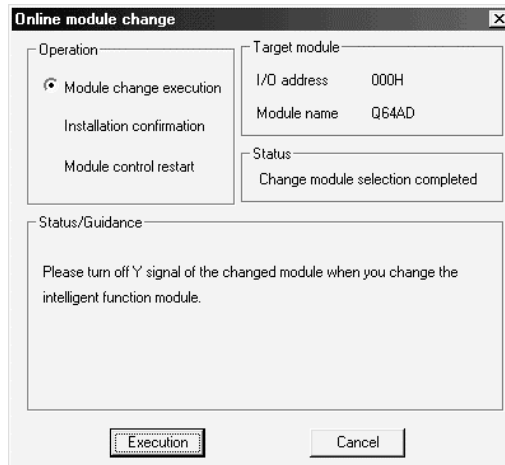 Online module change
Operation
Module change execution
Installation confirmation
Module control restart
Target module
I/O address 000H
Module name Q64AD
Status
Change module selection completed
Status/Guidance
Please turn off Y signal of the changed module when you change the
intelligent function module.
Execution
Cancel